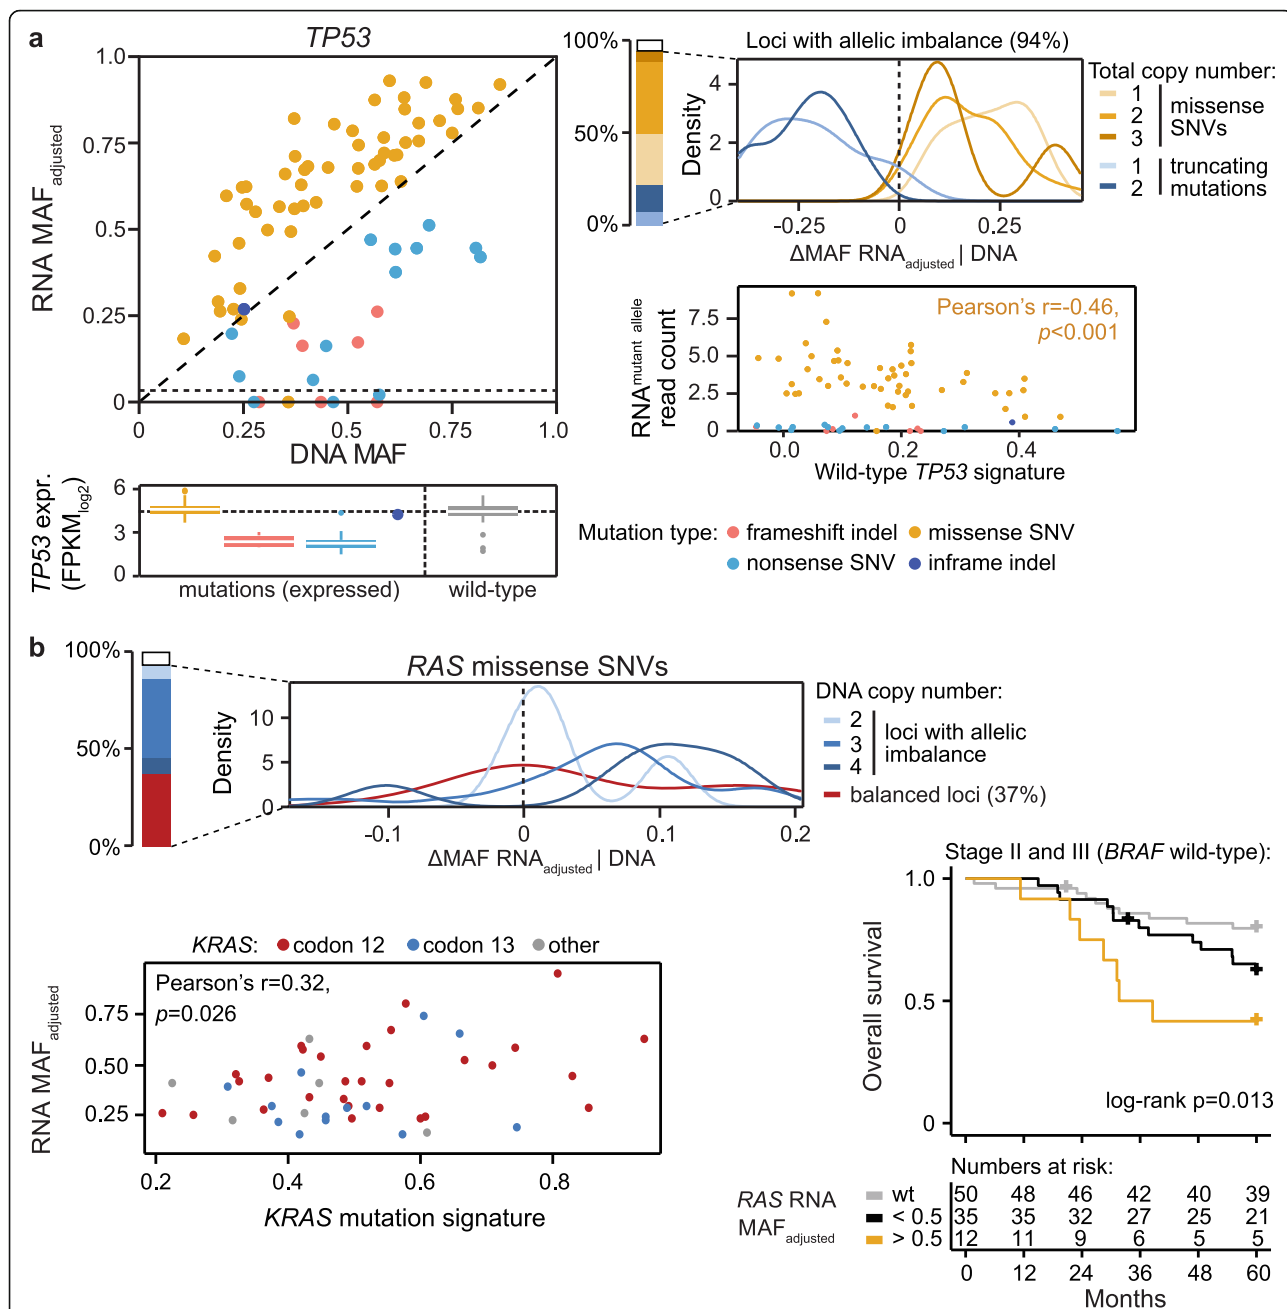 a
TP53
1.0
0.75
0.5
0.25
0
RNA MAFadjusted
0 0.25 0.5 0.75 1.0
DNA MAF
100%
50%
0%
Loci with allelic imbalance (94%)
4
2
0
Density
-0.25 0 0.25
ΔMAF RNAadjusted | DNA
Total copy number:
1
2
3
missense
SNVs
1
2
truncating
mutations
Pearson's r=-0.46,
p<0.001
7.5
5.0
2.5
0
RNAmutant allele
read count
0.0 0.2 0.4
Wild-type TP53 signature
6
3
0
TP53 expr.
(FPKMlog2)
mutations (expressed) wild-type
Mutation type: frameshift indel missense SNV
nonsense SNV inframe indel
b
100%
50%
0%
RAS missense SNVs
10
5
0
Density
-0.1 0 0.1 0.2
ΔMAF RNAadjusted | DNA
DNA copy number:
2
3
4
loci with allelic
imbalance
balanced loci (37%)
KRAS: codon 12 codon 13 other
Pearson's r=0.32,
p=0.026
0.75
0.50
0.25
RNA MAFadjusted
0.2 0.4 0.6 0.8
KRAS mutation signature
Stage II and III (BRAF wild-type):
1.0
0.5
0
Overall survival
log-rank p=0.013
Numbers at risk:
RAS RNA
MAFadjusted
wt 50 48 46 42 40 39
< 0.5 35 35 32 27 25 21
> 0.5 12 11 9 6 5 5
0 12 24 36 48 60
Months